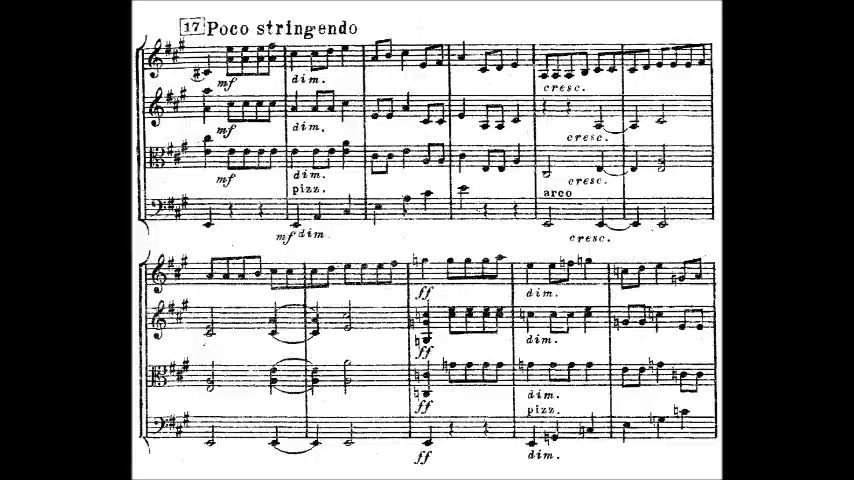 17 Poco stringendo
mf dim.
cresc.
mf dim.
cresc.
mf dim.
cresc.
pizz.
arco
mf dim.
cresc.
ff dim.
ff dim.
ff dim.
pizz.
ff dim.